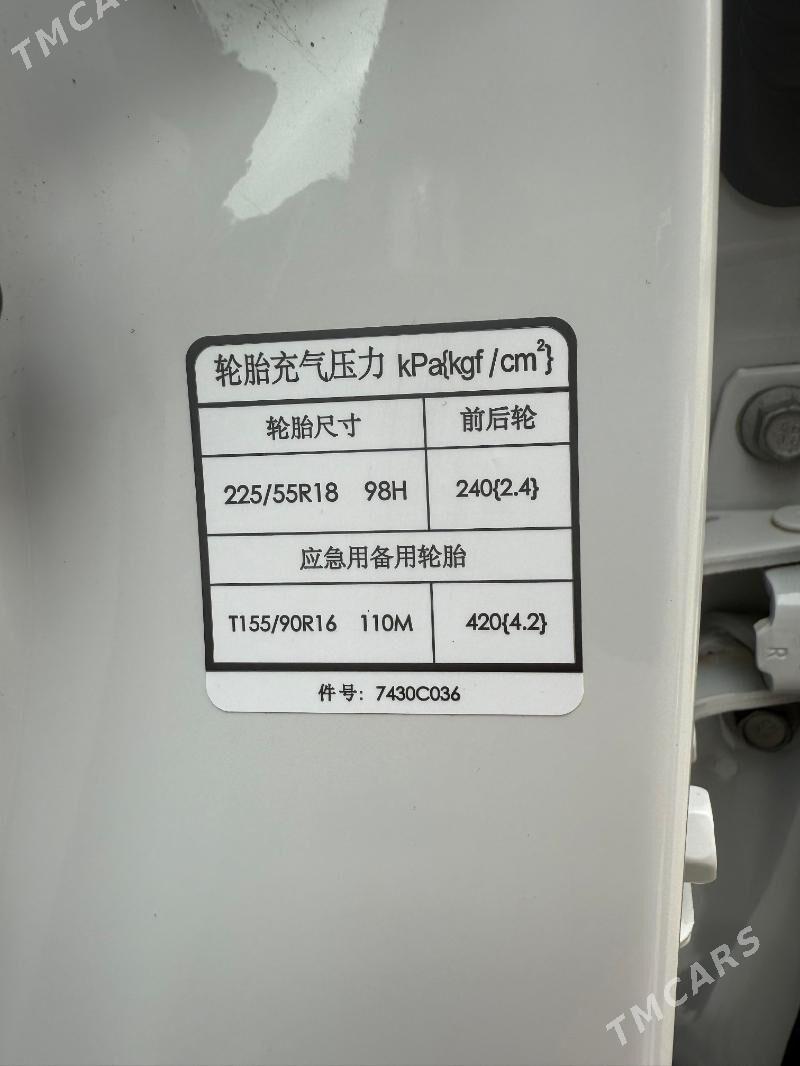 TMCARS
轮胎充气压力 kPa{kgf/cm²}
轮胎尺寸 前后轮
225/55R18 98H 240{2.4}
应急用备用轮胎
T155/90R16 110M 420{4.2}
件号: 7430C036
R
TMCARS